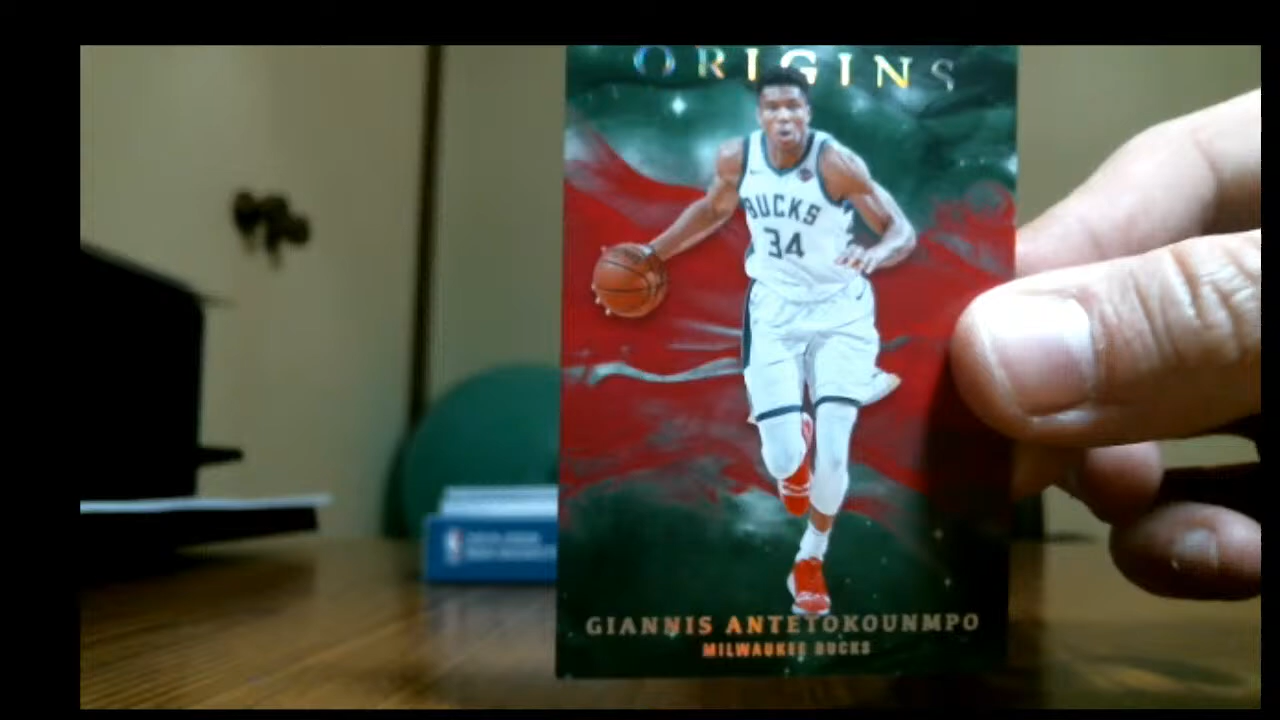 ORIGINS
BUCKS
34
GIANNIS ANTETOKOUNMPO
MILWAUKEE BUCKS